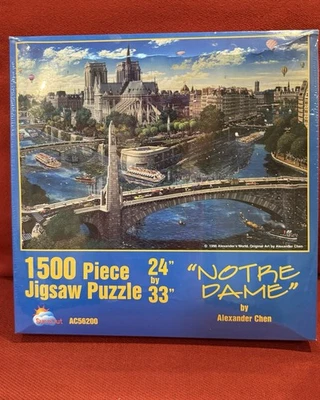 © 1998 Alexander's World. Original Art by Alexander Chen
1500 Piece
Jigsaw Puzzle
24"
by
33"
"NOTRE
DAME"
by
Alexander Chen
AC56200